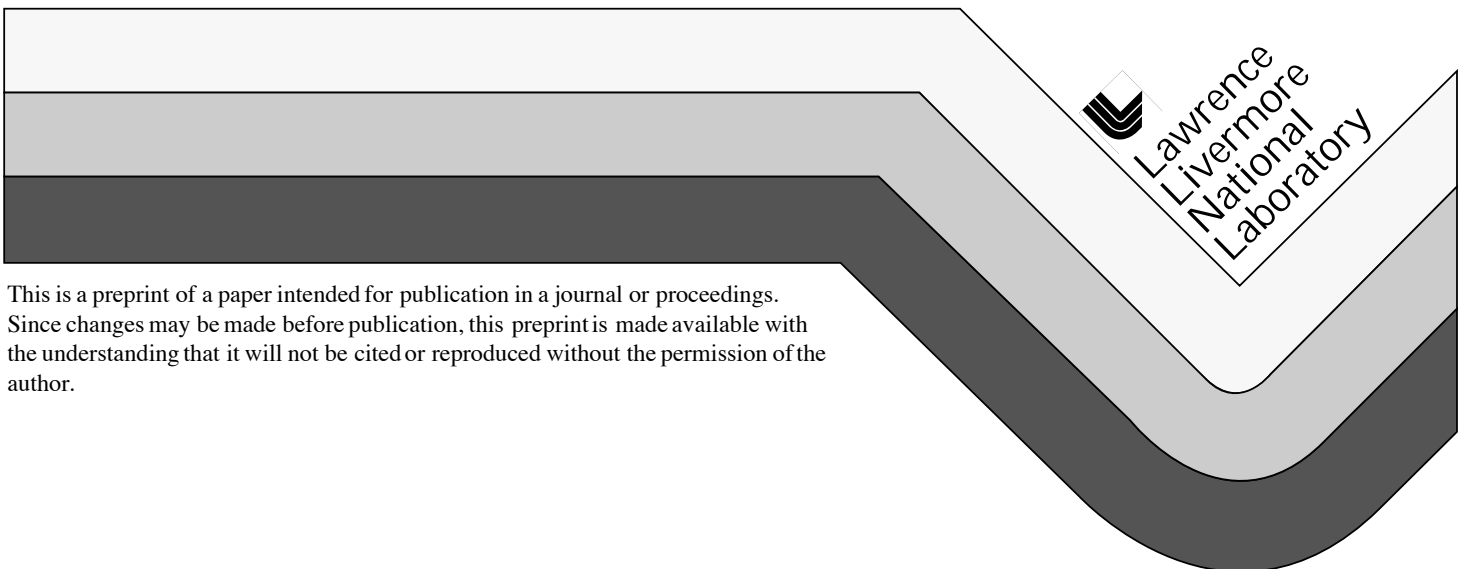 Lawrence
Livermore
National
Laboratory
This is a preprint of a paper intended for publication in a journal or proceedings.
Since changes may be made before publication, this preprint is made available with
the understanding that it will not be cited or reproduced without the permission of the
author.